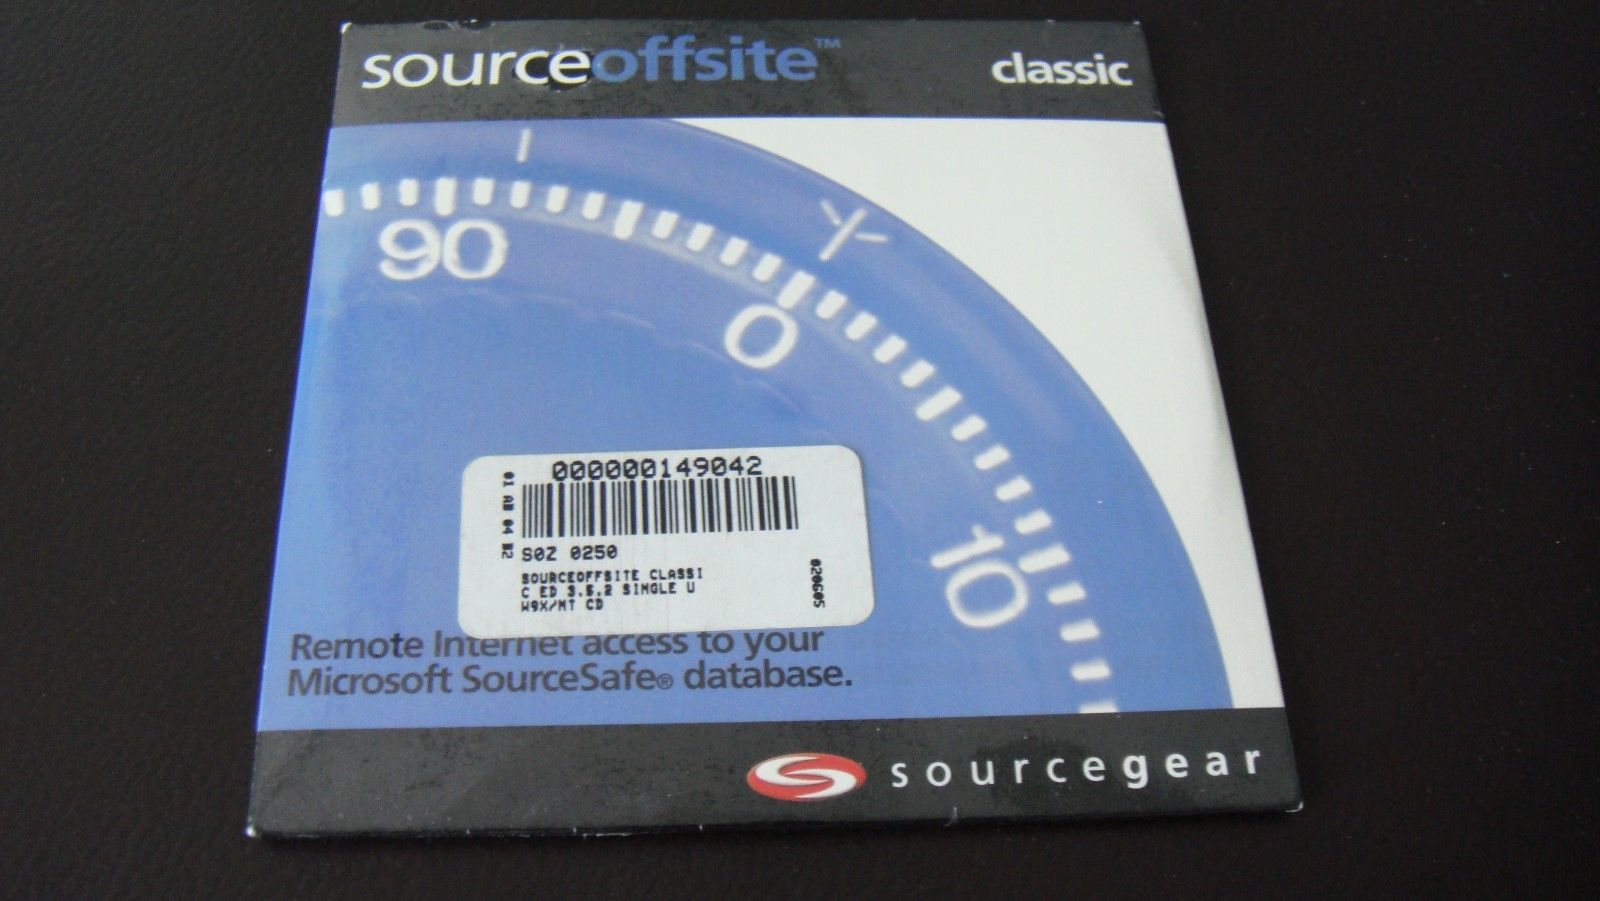 sourceoffsite™ classic
90
0
10
000000149042
S0Z 0250
SOURCEOFFSITE CLASSI
C ED 3.5.2 SINGLE U
W9X/NT CD
020605
Remote Internet access to your
Microsoft SourceSafe® database.
sourcegear